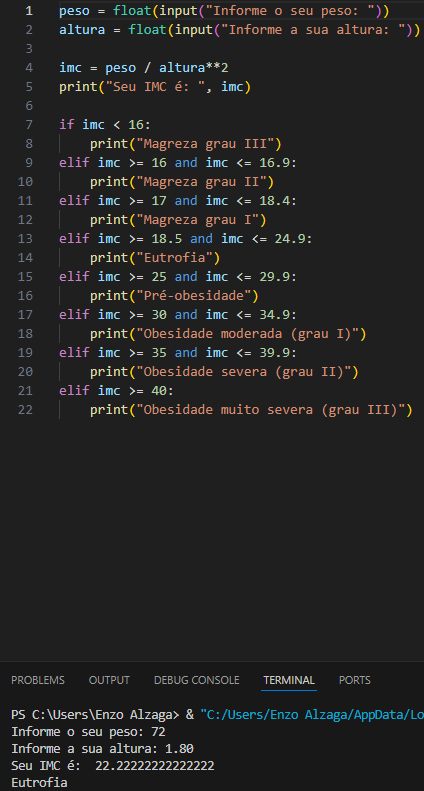 1 peso = float(input("Informe o seu peso: "))
2 altura = float(input("Informe a sua altura: "))
3
4 imc = peso / altura**2
5 print("Seu IMC é: ", imc)
6
7 if imc < 16:
8     print("Magreza grau III")
9 elif imc >= 16 and imc <= 16.9:
10     print("Magreza grau II")
11 elif imc >= 17 and imc <= 18.4:
12     print("Magreza grau I")
13 elif imc >= 18.5 and imc <= 24.9:
14     print("Eutrofia")
15 elif imc >= 25 and imc <= 29.9:
16     print("Pré-obesidade")
17 elif imc >= 30 and imc <= 34.9:
18     print("Obesidade moderada (grau I)")
19 elif imc >= 35 and imc <= 39.9:
20     print("Obesidade severa (grau II)")
21 elif imc >= 40:
22     print("Obesidade muito severa (grau III)")
PROBLEMS OUTPUT DEBUG CONSOLE TERMINAL PORTS
PS C:\Users\Enzo Alzaga> & "C:/Users/Enzo Alzaga/AppData/Lo
Informe o seu peso: 72
Informe a sua altura: 1.80
Seu IMC é:  22.22222222222222
Eutrofia